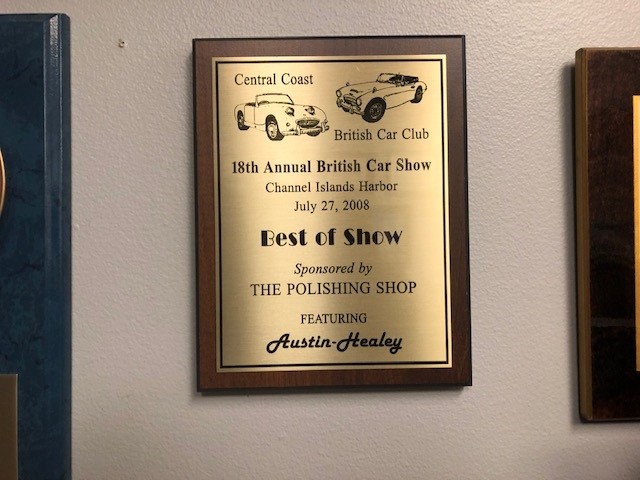 Central Coast
British Car Club
18th Annual British Car Show
Channel Islands Harbor
July 27, 2008
Best of Show
Sponsored by
THE POLISHING SHOP
FEATURING
Austin-Healey